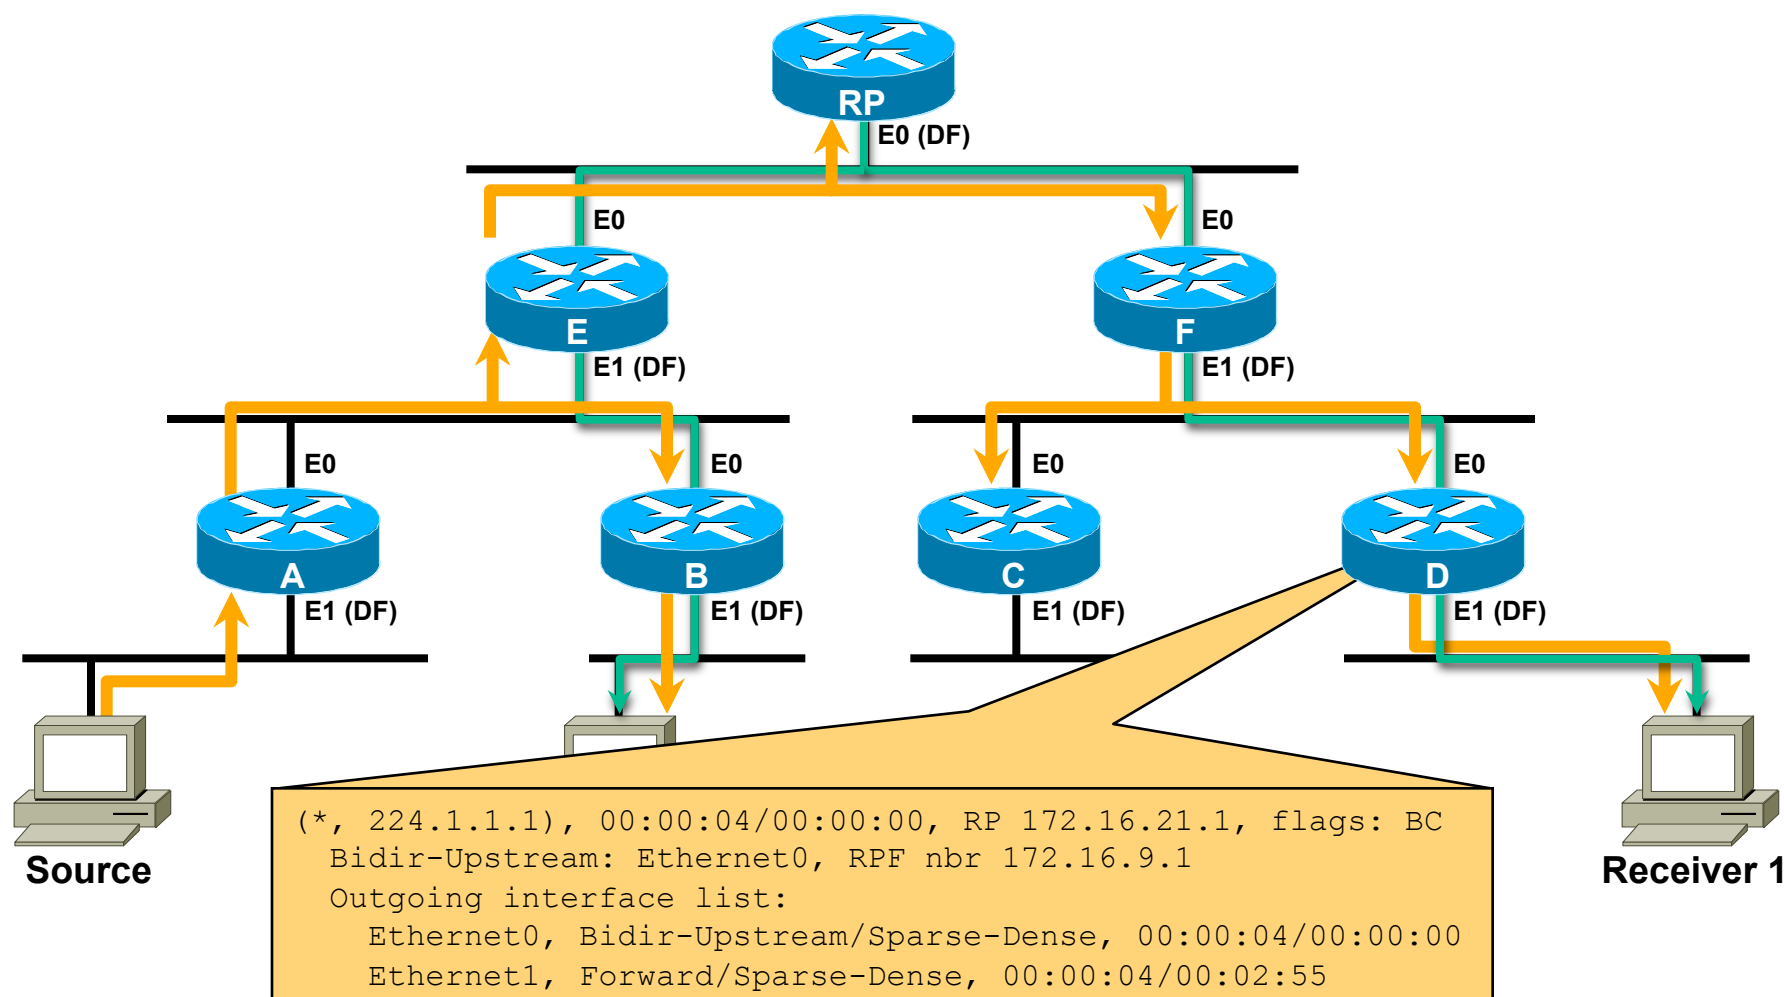 RP
E0 (DF)
E0
E0
E
F
E1 (DF)
E1 (DF)
E0
E0
E0
E0
A
B
C
D
E1 (DF)
E1 (DF)
E1 (DF)
E1 (DF)
Source
Receiver 1
(*, 224.1.1.1), 00:00:04/00:00:00, RP 172.16.21.1, flags: BC
Bidir-Upstream: Ethernet0, RPF nbr 172.16.9.1
Outgoing interface list:
Ethernet0, Bidir-Upstream/Sparse-Dense, 00:00:04/00:00:00
Ethernet1, Forward/Sparse-Dense, 00:00:04/00:02:55